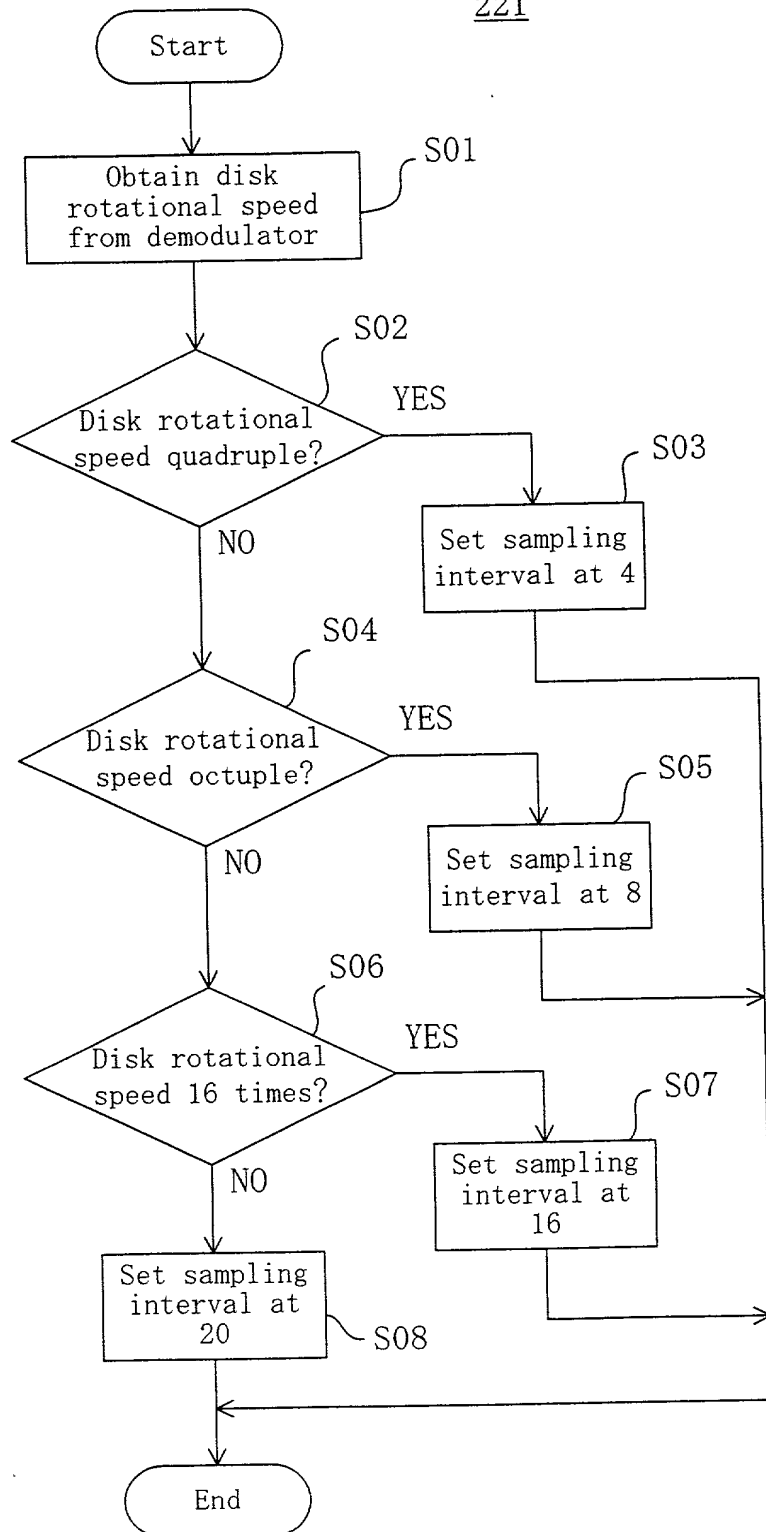 221
Start
S01
Obtain disk
rotational speed
from demodulator
S02
Disk rotational
speed quadruple?
YES
NO
S03
Set sampling
interval at 4
S04
Disk rotational
speed octuple?
YES
NO
S05
Set sampling
interval at 8
S06
Disk rotational
speed 16 times?
YES
NO
S07
Set sampling
interval at
16
Set sampling
interval at
20
S08
End